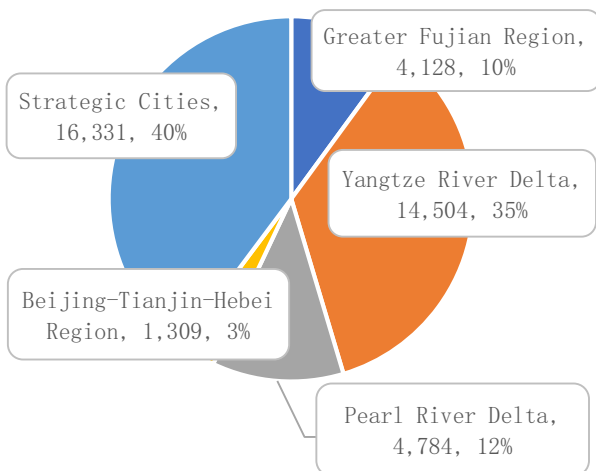 Greater Fujian Region,
4,128, 10%
Strategic Cities,
16,331, 40%
Yangtze River Delta,
14,504, 35%
Beijing-Tianjin-Hebei
Region, 1,309, 3%
Pearl River Delta,
4,784, 12%